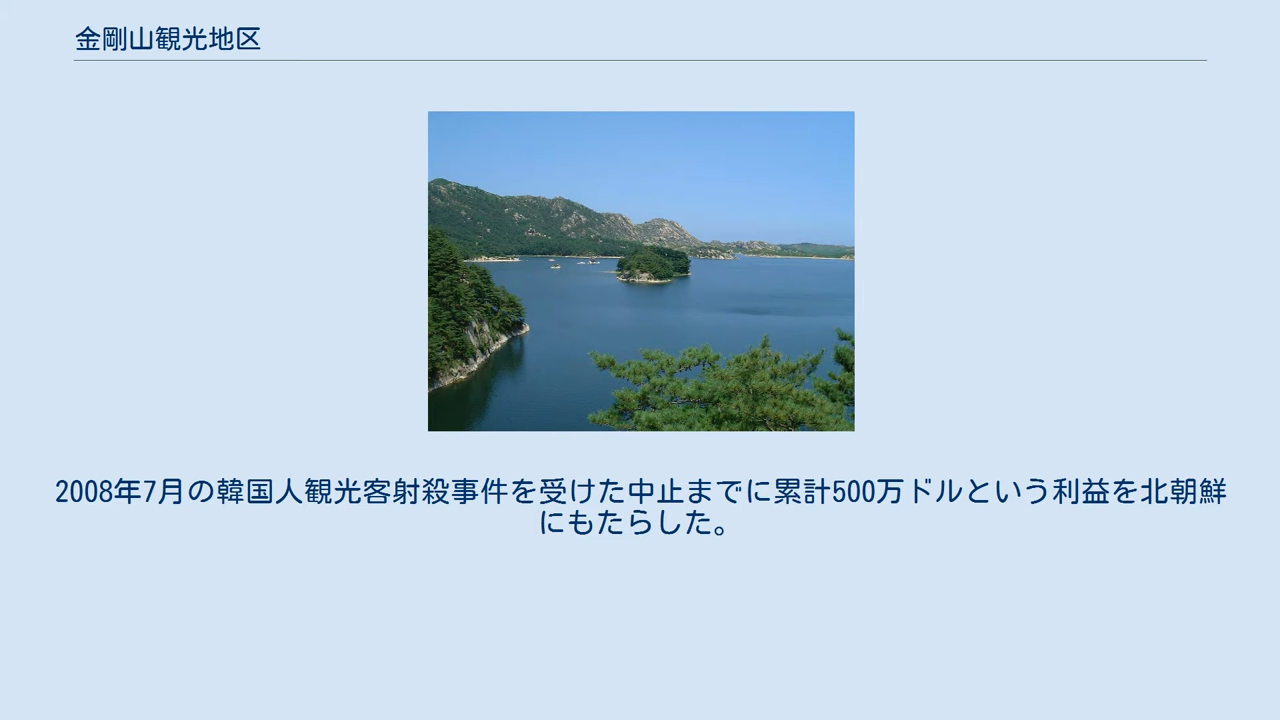 金剛山観光地区
2008年7月の韓国人観光客射殺事件を受けた中止までに累計500万ドルという利益を北朝鮮
にもたらした。